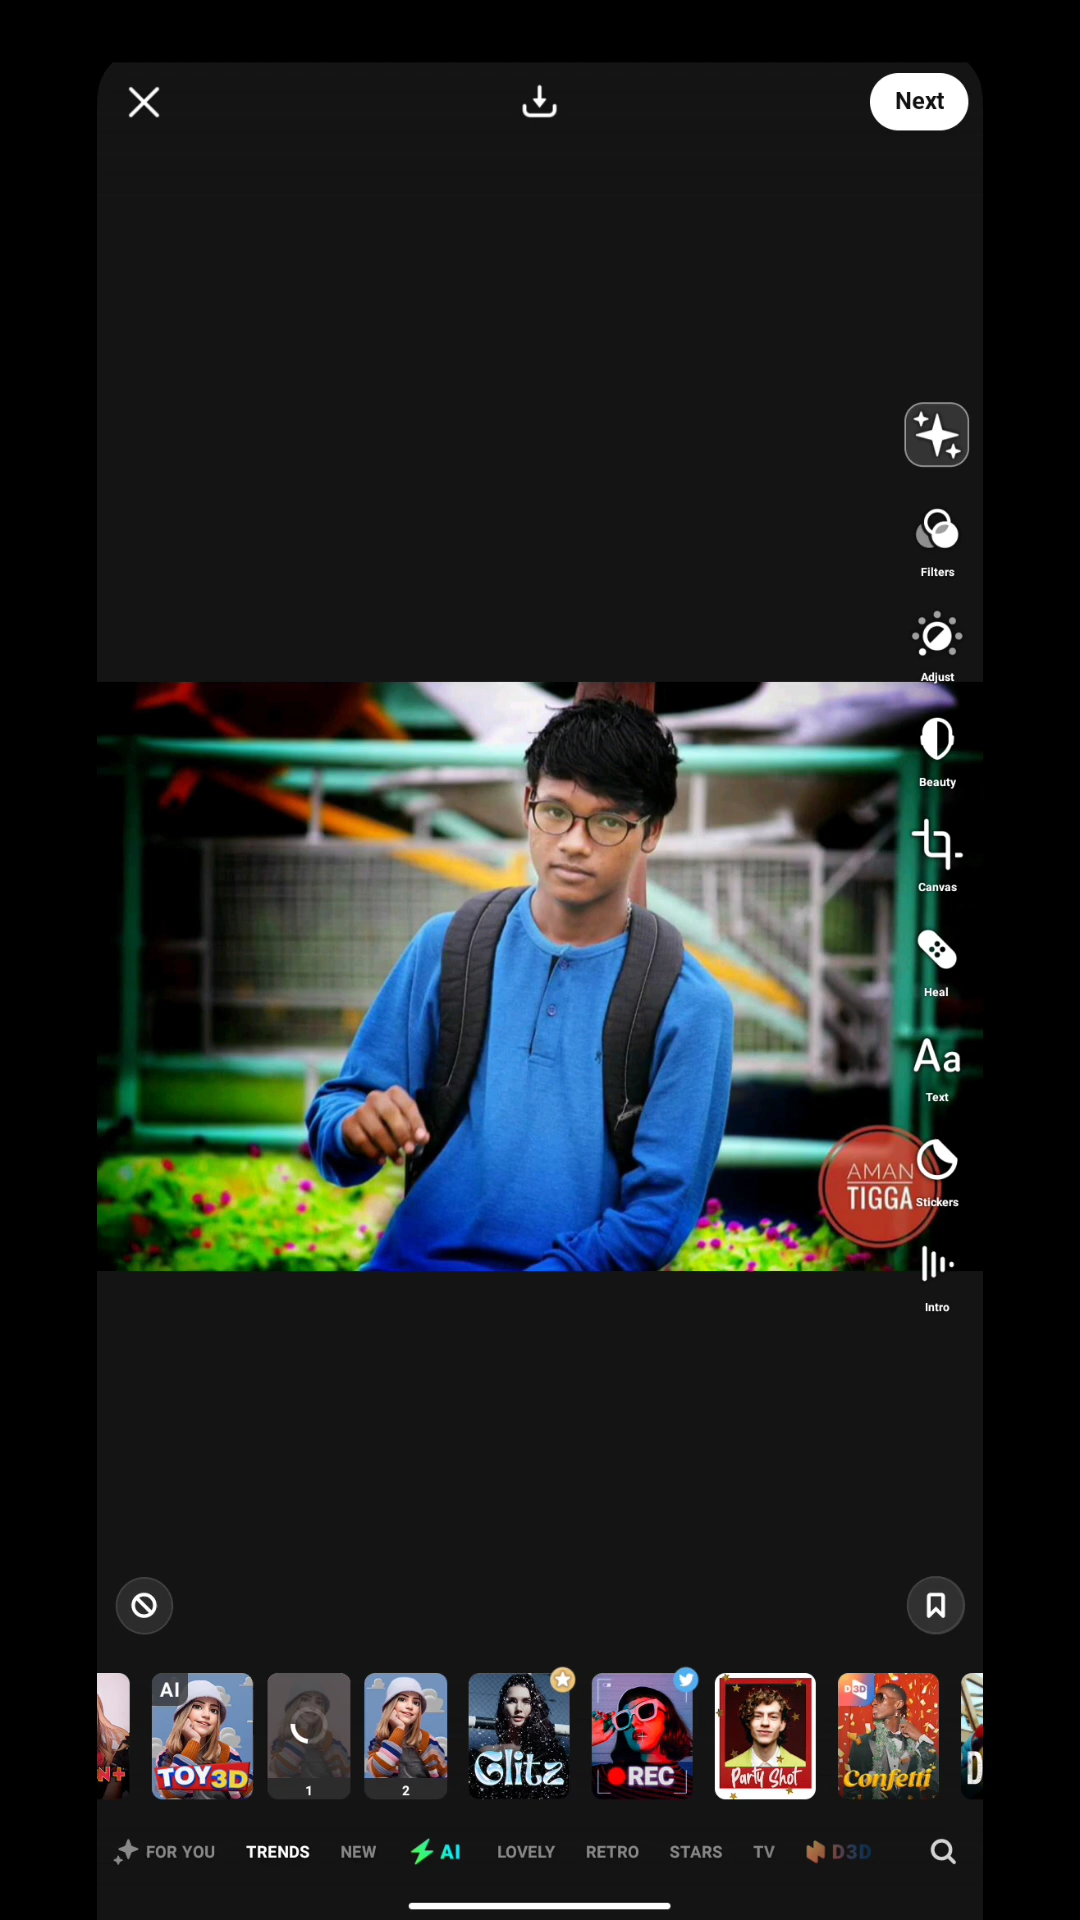 Next
Filters
Adjust
Beauty
Canvas
Heal
Aa
Text
AMAN
TIGGA
Stickers
Intro
N+
AI
TOY3D
1
2
Glitz
REC
Party Shot
D3D
Confetti
D
FOR YOU TRENDS NEW AI LOVELY RETRO STARS TV D3D